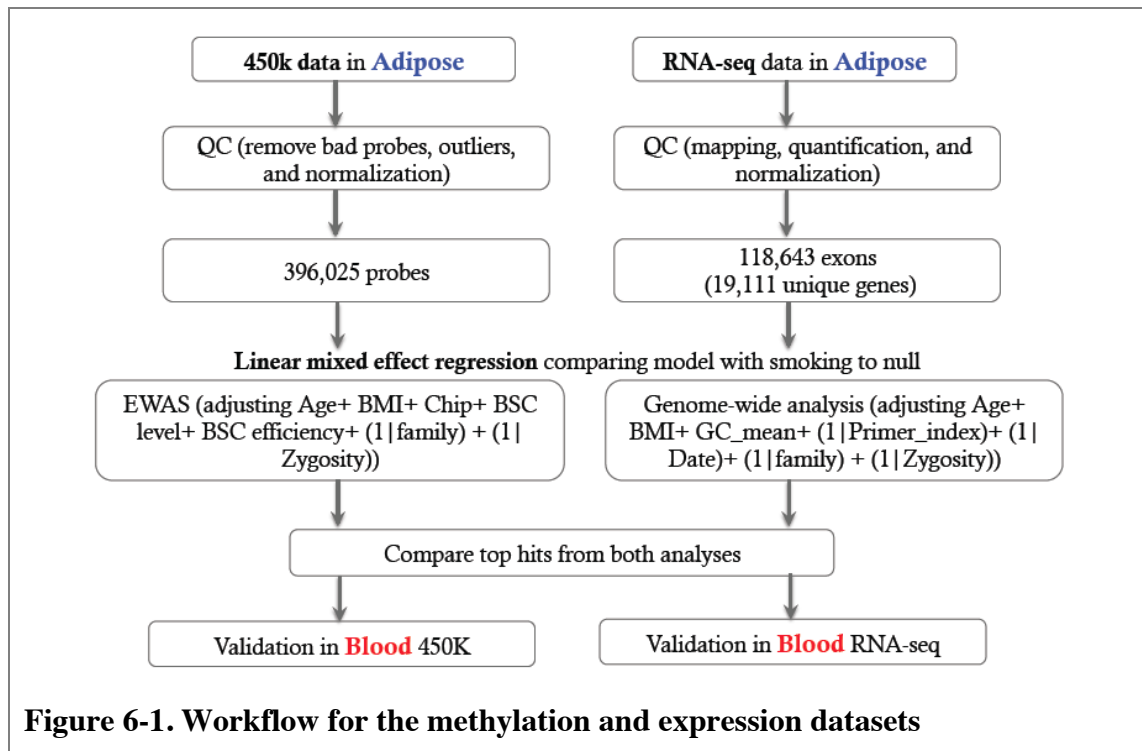 450k data in Adipose
RNA-seq data in Adipose
QC (remove bad probes, outliers,
and normalization)
QC (mapping, quantification, and
normalization)
396,025 probes
118,643 exons
(19,111 unique genes)
Linear mixed effect regression comparing model with smoking to null
EWAS (adjusting Age+ BMI+ Chip+ BSC
level+ BSC efficiency+ (1|family) + (1|
Zygosity))
Genome-wide analysis (adjusting Age+
BMI+ GC_mean+ (1|Primer_index)+ (1|
Date)+ (1|family) + (1|Zygosity))
Compare top hits from both analyses
Validation in Blood 450K
Validation in Blood RNA-seq
Figure 6-1. Workflow for the methylation and expression datasets